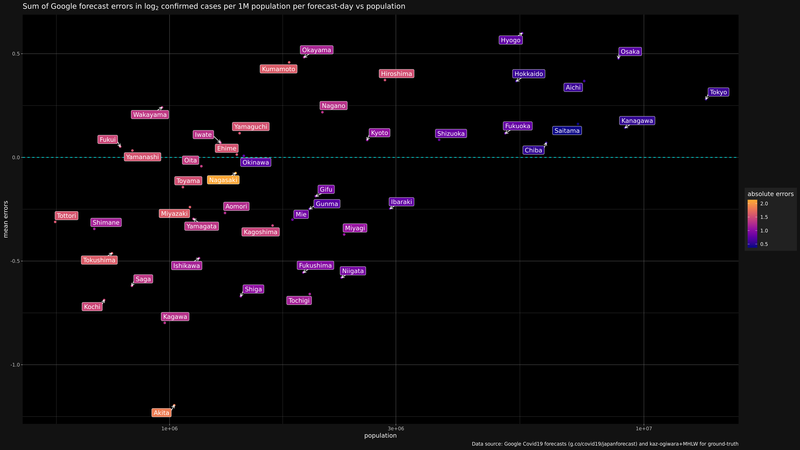 Sum of Google forecast errors in log₂ confirmed cases per 1M population per forecast-day vs population
Hyogo
Okayama
Osaka
0.5
Kumamoto
Hiroshima
Hokkaido
Aichi
Tokyo
Nagano
Wakayama
Kanagawa
Yamaguchi
Fukuoka
Saitama
Iwate
Kyoto
Shizuoka
Fukui
Ehime
Chiba
Yamanashi
0.0
Oita
Okinawa
Toyama
Nagasaki
absolute errors
Gifu
2.0
Gunma
Ibaraki
Aomori
1.5
mean errors
Tottori
Miyazaki
Mie
1.0
Shimane
Yamagata
Miyagi
Kagoshima
0.5
Tokushima
-0.5
Ishikawa
Fukushima
Niigata
Saga
Shiga
Tochigi
Kochi
Kagawa
-1.0
Akita
1e+06
3e+06
1e+07
population
Data source: Google Covid19 forecasts (g.co/covid19/japanforecast) and kaz-ogiwara+MHLW for ground-truth